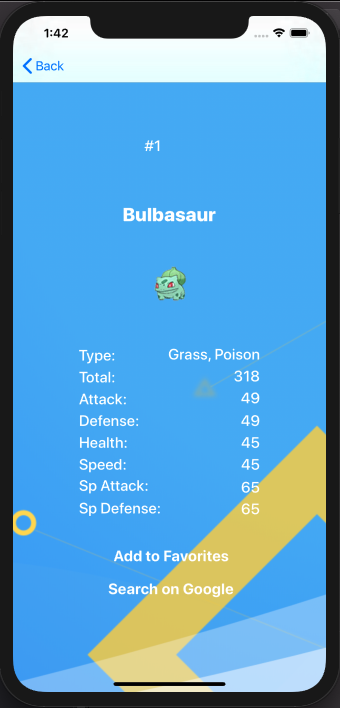 1:42
Back
#1
Bulbasaur
Type: Grass, Poison
Total: 318
Attack: 49
Defense: 49
Health: 45
Speed: 45
Sp Attack: 65
Sp Defense: 65
Add to Favorites
Search on Google